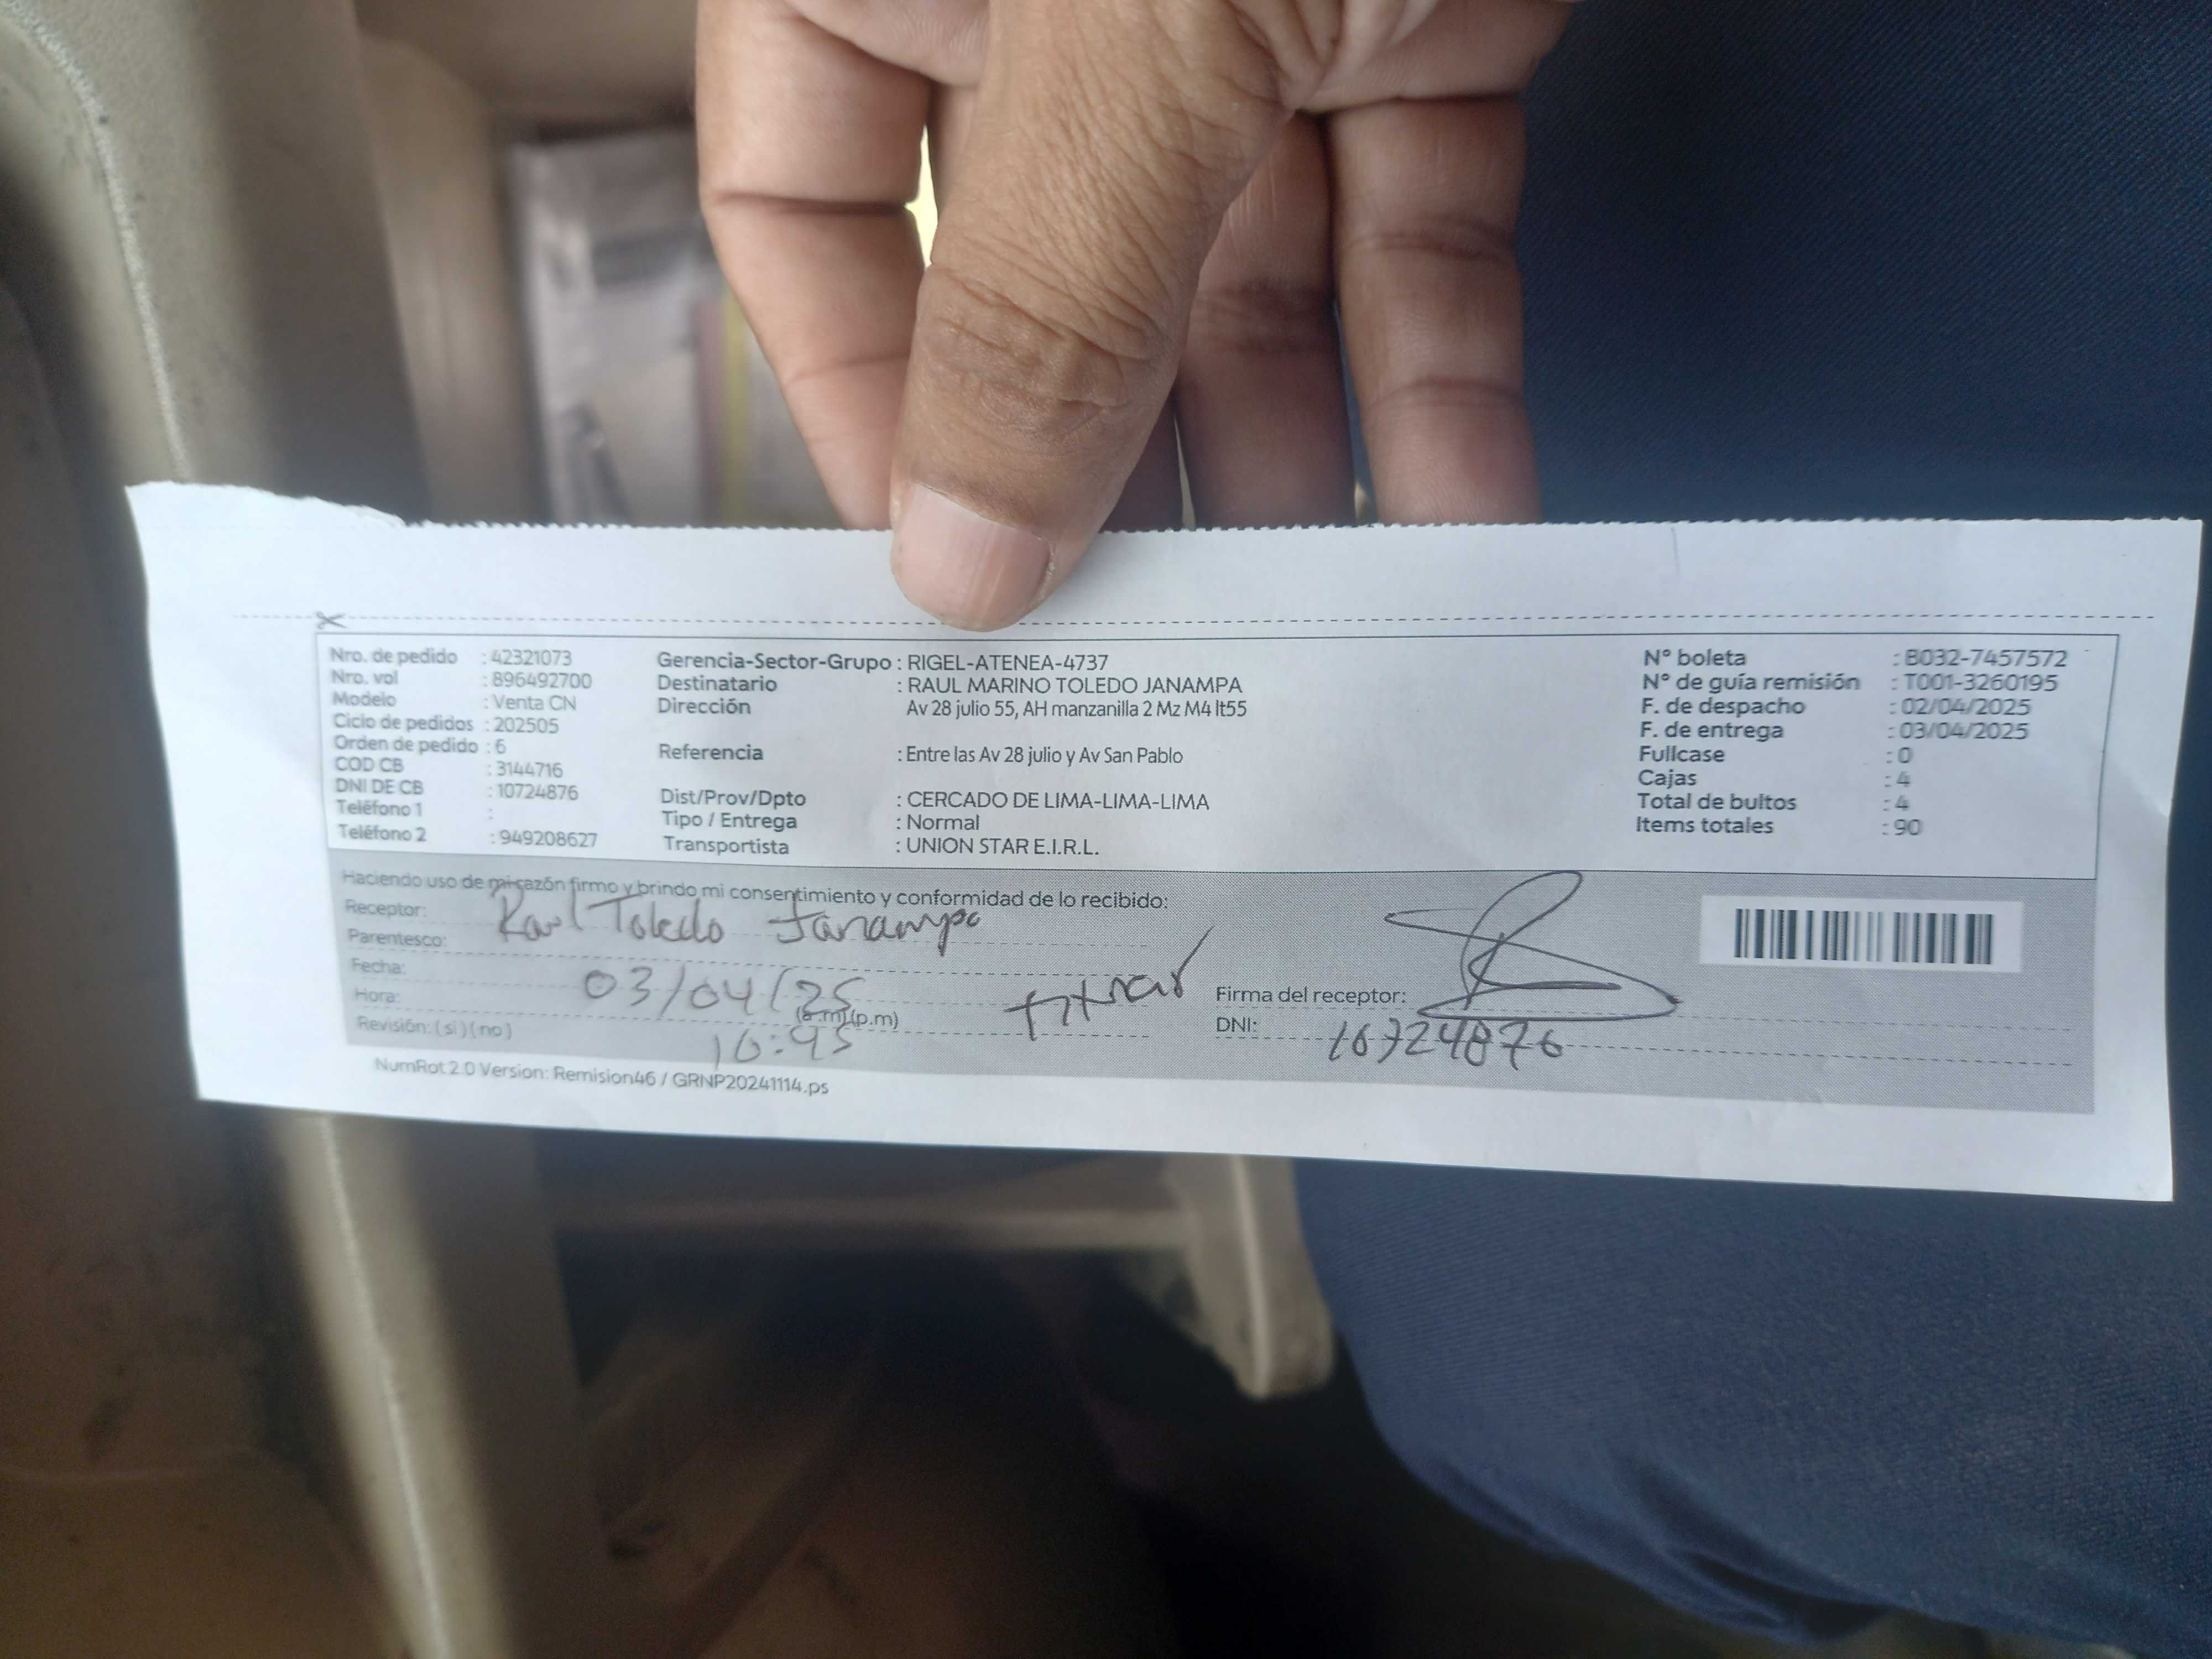 Nro. de pedido : 42321073
Nro. vol : 896492700
Modelo : Venta CN
Ciclo de pedidos : 202505
Orden de pedido : 6
COD CB : 3144716
DNI DE CB : 10724876
Teléfono 1 :
Teléfono 2 : 949208627
Gerencia-Sector-Grupo : RIGEL-ATENEA-4737
Destinatario : RAUL MARINO TOLEDO JANAMPA
Dirección Av 28 julio 55, AH manzanilla 2 Mz M4 lt55
Referencia : Entre las Av 28 julio y Av San Pablo
Dist/Prov/Dpto : CERCADO DE LIMA-LIMA-LIMA
Tipo / Entrega : Normal
Transportista : UNION STAR E.I.R.L.
N° boleta : B032-7457572
N° de guía remisión : T001-3260195
F. de despacho : 02/04/2025
F. de entrega : 03/04/2025
Fullcase : 0
Cajas : 4
Total de bultos : 4
Items totales : 90
Haciendo uso de mi razón firmo y brindo mi consentimiento y conformidad de lo recibido:
Receptor: Raul Toledo Janampa
Parentesco:
Fecha: 03/04/25
Hora: (a.m)(p.m)
Revisión: (si) (no) 10:45
Firma del receptor:
DNI: 10724876
NumRot 2.0 Version: Remision46 / GRNP20241114.ps